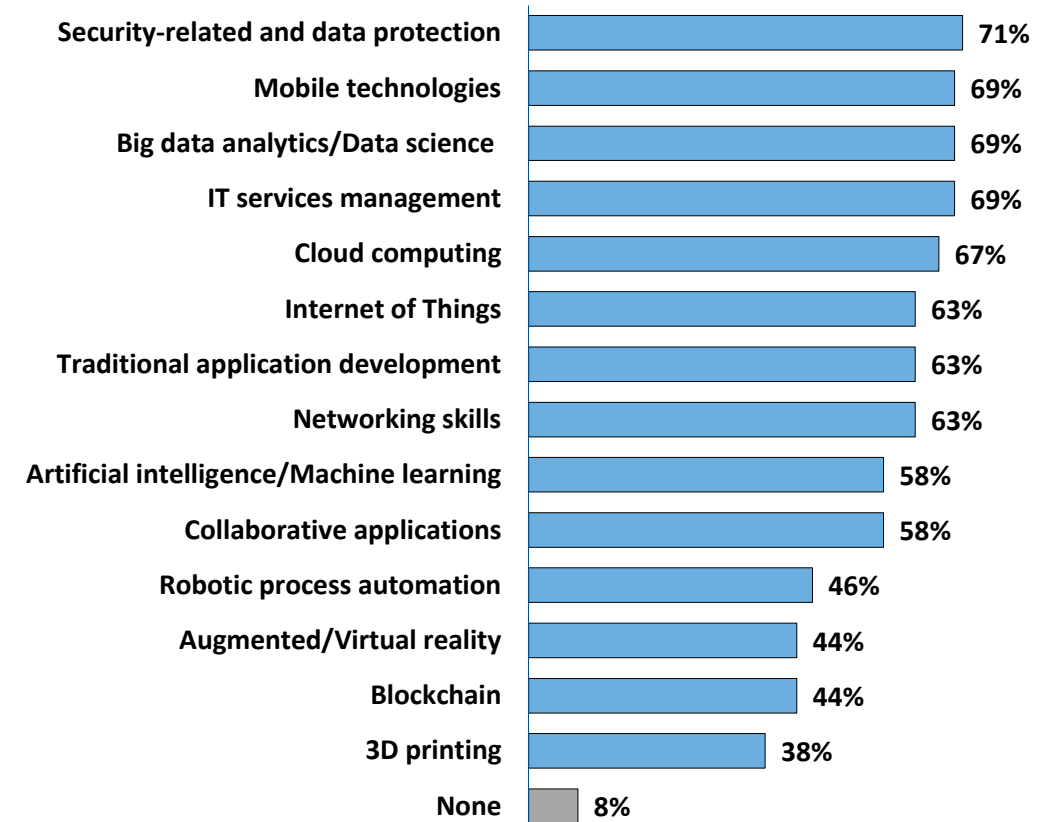 Security-related and data protection 71%
Mobile technologies 69%
Big data analytics/Data science 69%
IT services management 69%
Cloud computing 67%
Internet of Things 63%
Traditional application development 63%
Networking skills 63%
Artificial intelligence/Machine learning 58%
Collaborative applications 58%
Robotic process automation 46%
Augmented/Virtual reality 44%
Blockchain 44%
3D printing 38%
None 8%